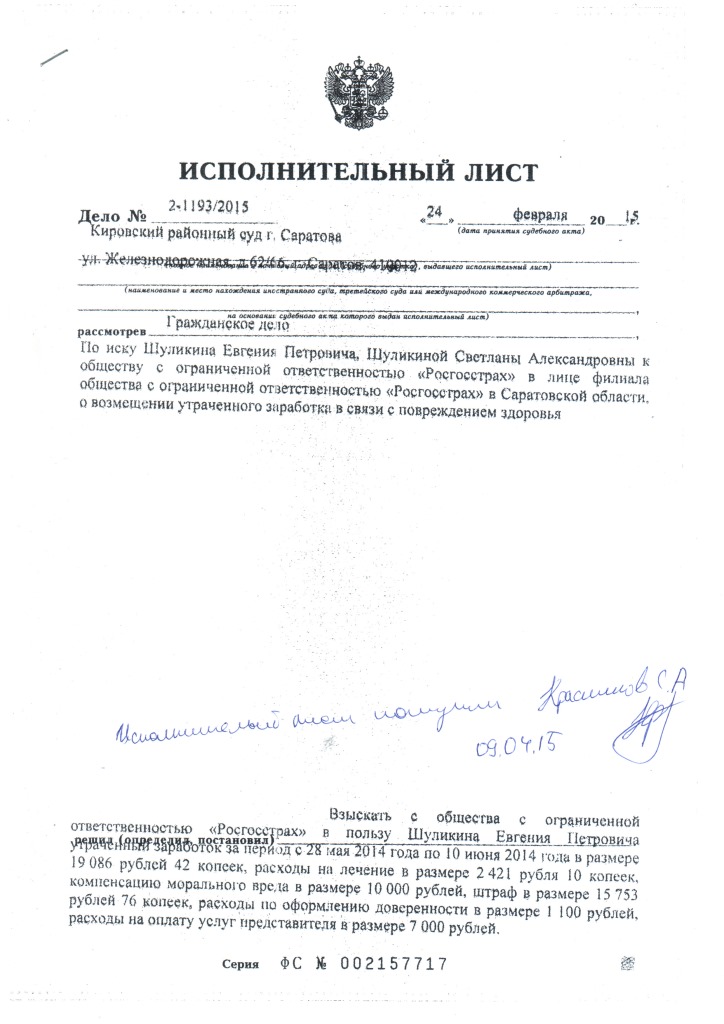 ИСПОЛНИТЕЛЬНЫЙ ЛИСТ
Дело № 2-1193/2015 «24» февраля 2015г.
(дата принятия судебного акта)
Кировский районный суд г. Саратова
ул. Железнодорожная, д.62/66, г. Саратов, 410012
, выдавшего исполнительный лист)
(наименование и место нахождения иностранного суда, третейского суда или международного коммерческого арбитража,
на основании судебного акта которого выдан исполнительный лист)
рассмотрев Гражданское дело
По иску Шуликина Евгения Петровича, Шуликиной Светланы Александровны к
обществу с ограниченной ответственностью «Росгосстрах» в лице филиала
общества с ограниченной ответственностью «Росгосстрах» в Саратовской области,
о возмещении утраченного заработка в связи с повреждением здоровья
Исполнительный лист получил Красников С.А
09.04.15
Взыскать с общества с ограниченной
ответственностью «Росгосстрах» в пользу Шуликина Евгения Петровича
решил (определил, постановил)
утраченный заработок за период с 28 мая 2014 года по 10 июня 2014 года в размере
19 086 рублей 42 копеек, расходы на лечение в размере 2 421 рубля 10 копеек,
компенсацию морального вреда в размере 10 000 рублей, штраф в размере 15 753
рублей 76 копеек, расходы по оформлению доверенности в размере 1 100 рублей,
расходы на оплату услуг представителя в размере 7 000 рублей.
Серия ФС № 002157717